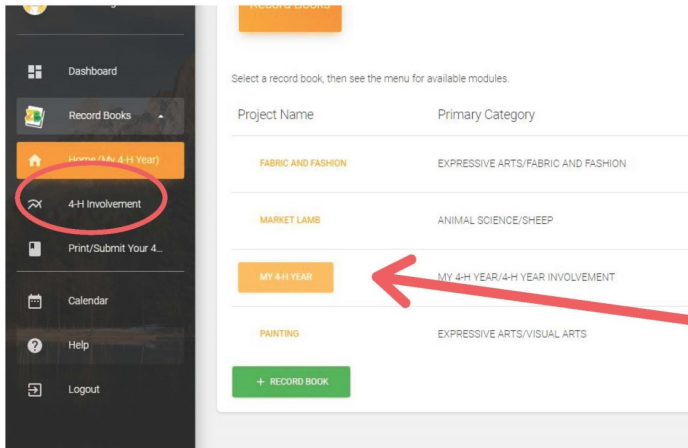 Record Books
Dashboard
Record Books
Home (My 4-H Year)
4-H Involvement
Print/Submit Your 4...
Calendar
Help
Logout
Select a record book, then see the menu for available modules.
Project Name Primary Category
FABRIC AND FASHION EXPRESSIVE ARTS/FABRIC AND FASHION
MARKET LAMB ANIMAL SCIENCE/SHEEP
MY 4-H YEAR MY 4-H YEAR/4-H YEAR INVOLVEMENT
PAINTING EXPRESSIVE ARTS/VISUAL ARTS
+ RECORD BOOK